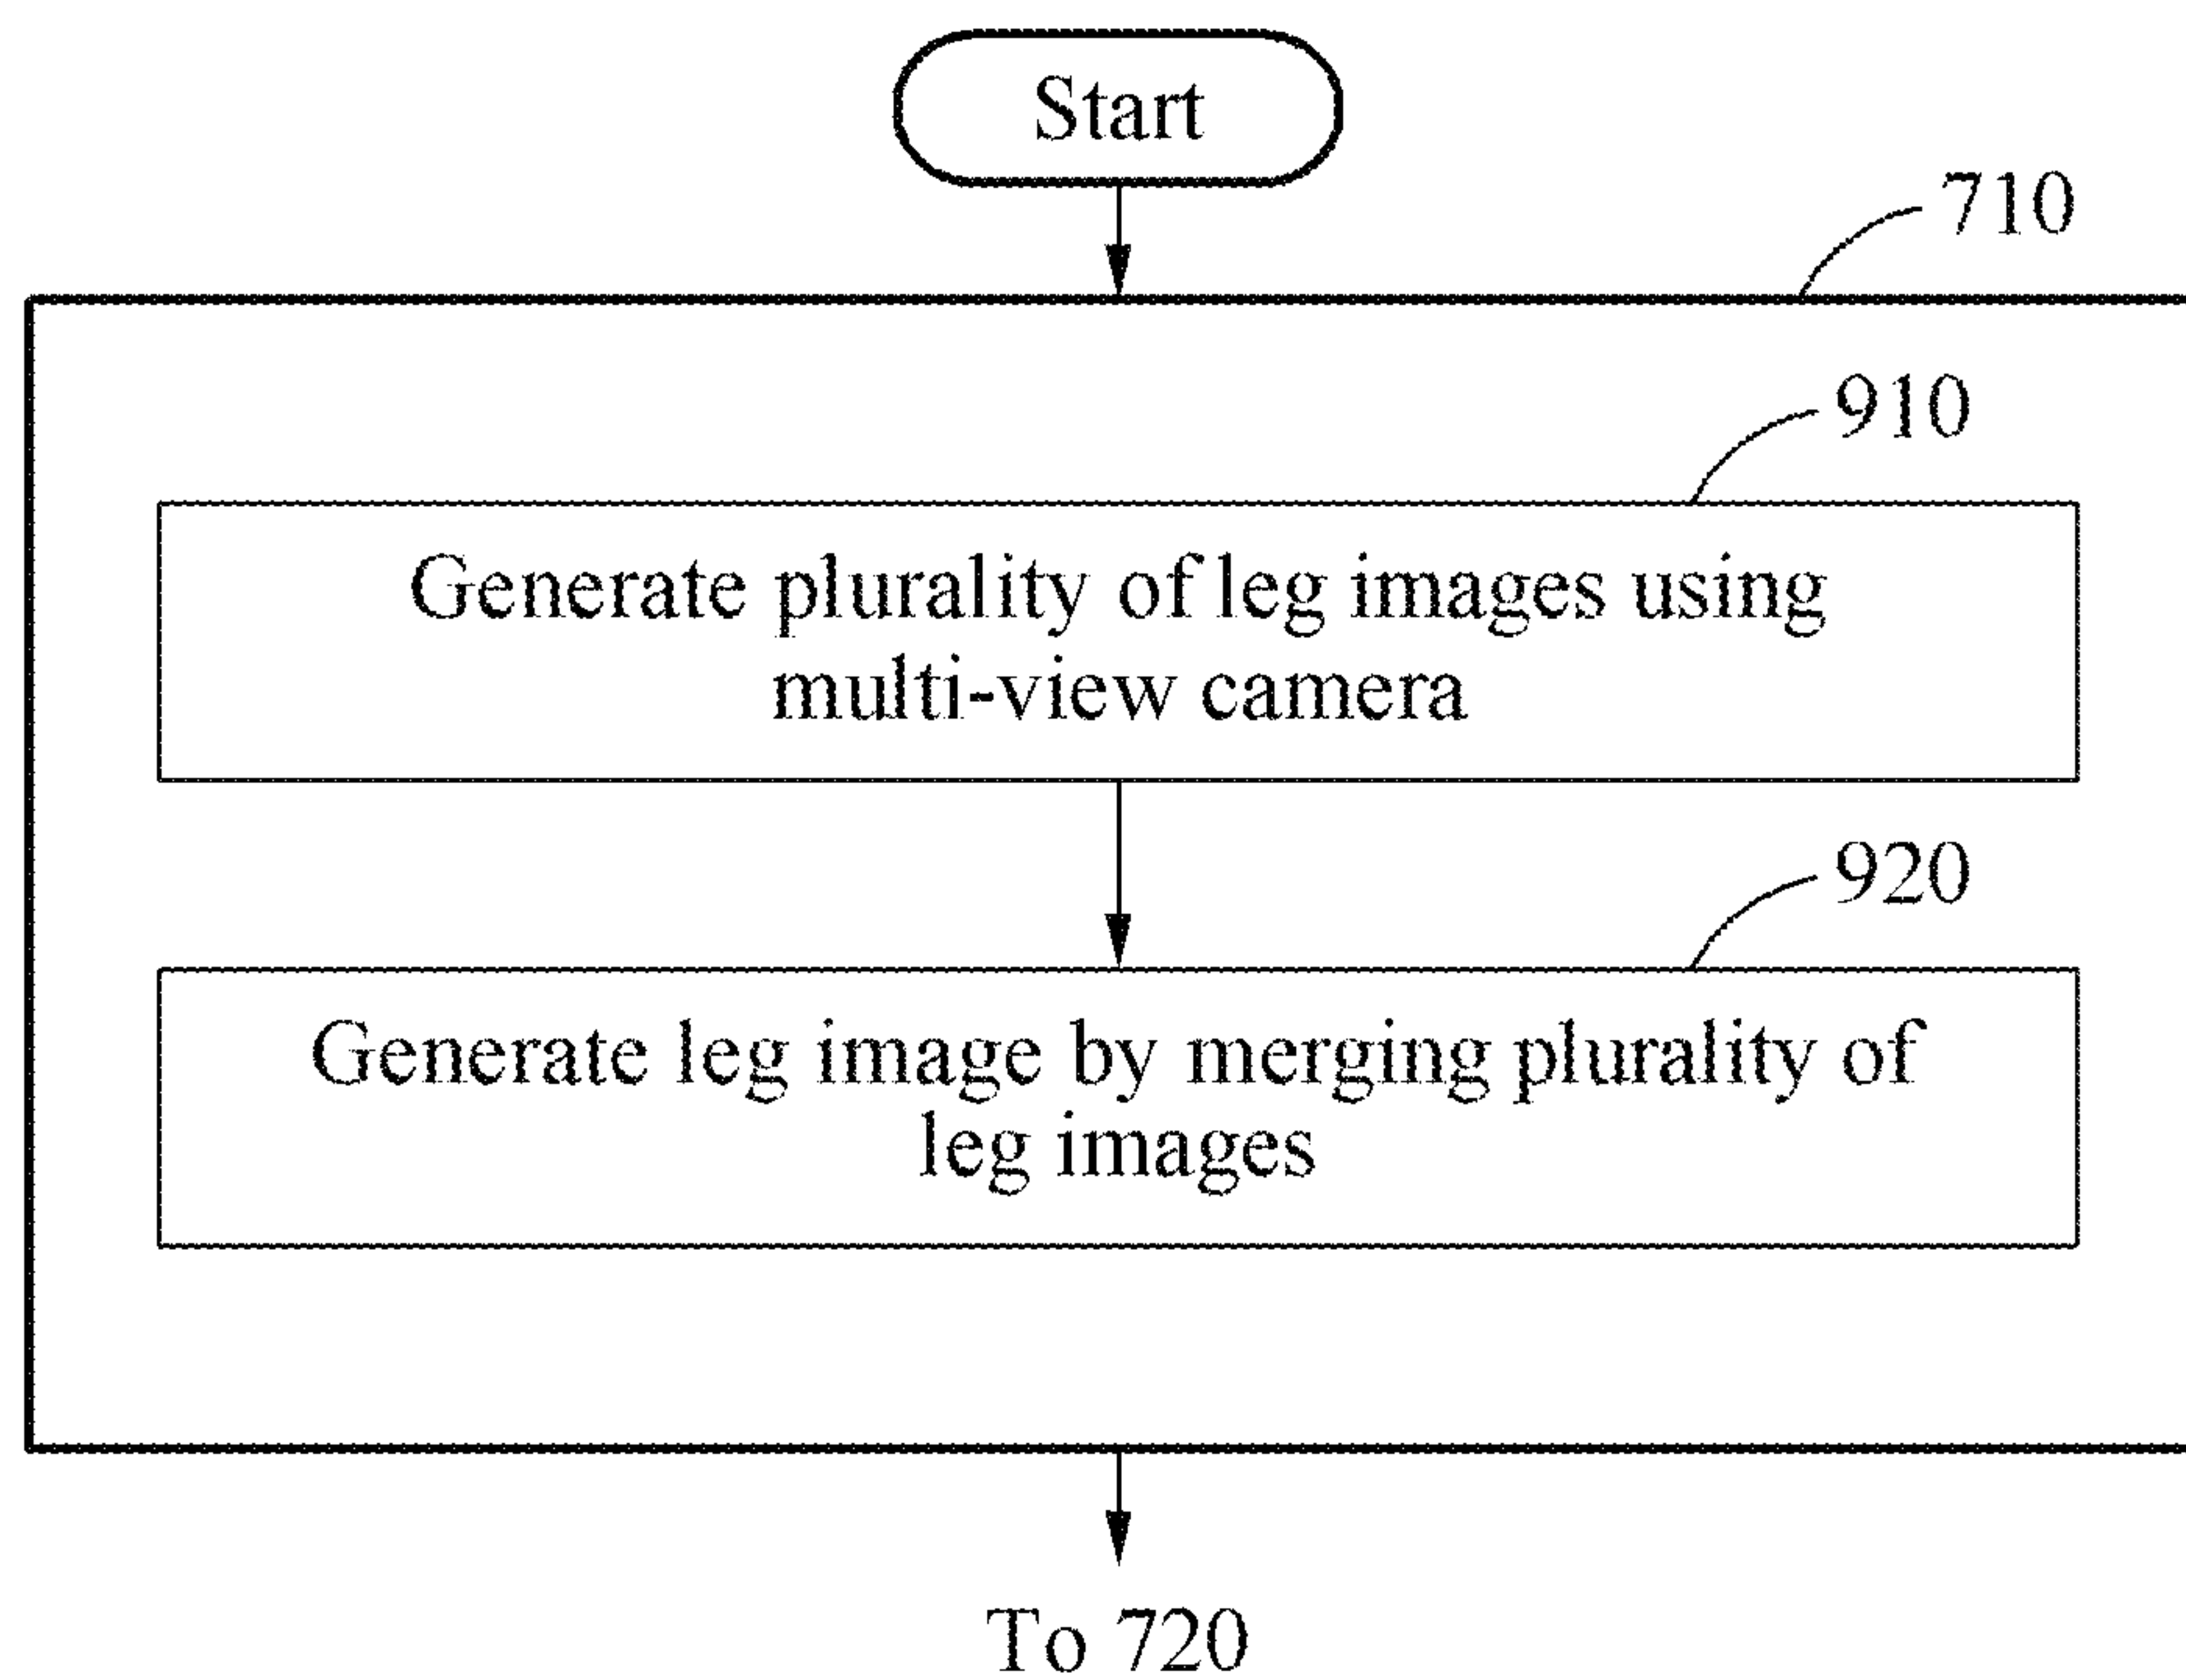 Start
710
910
Generate plurality of leg images using
multi-view camera
920
Generate leg image by merging plurality of
leg images
To 720